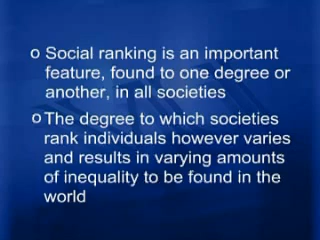 o Social ranking is an important
feature, found to one degree or
another, in all societies
o The degree to which societies
rank individuals however varies
and results in varying amounts
of inequality to be found in the
world